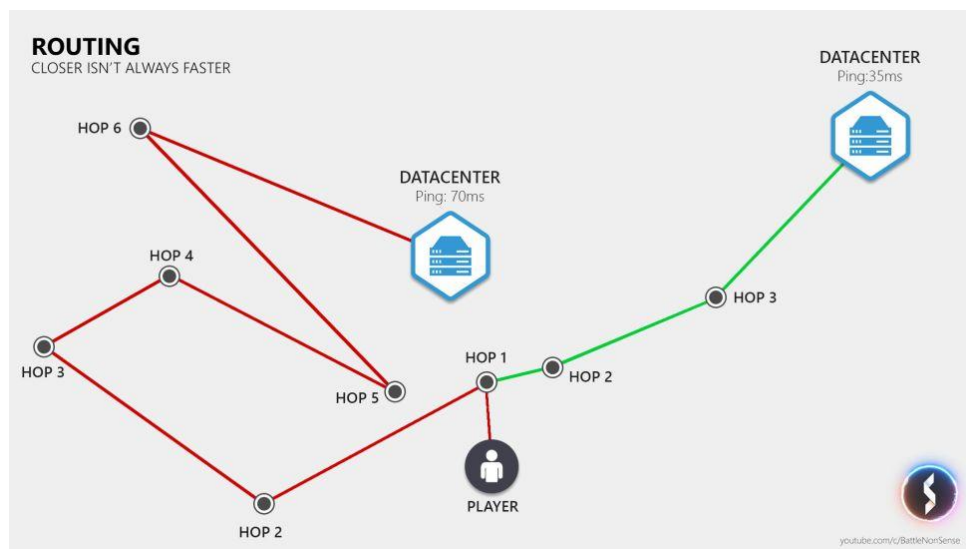 ROUTING
CLOSER ISN'T ALWAYS FASTER
DATACENTER
Ping:35ms
HOP 6
DATACENTER
Ping: 70ms
HOP 4
HOP 3
HOP 3
HOP 1
HOP 2
HOP 5
PLAYER
HOP 2
youtube.com/c/BattleNonSense